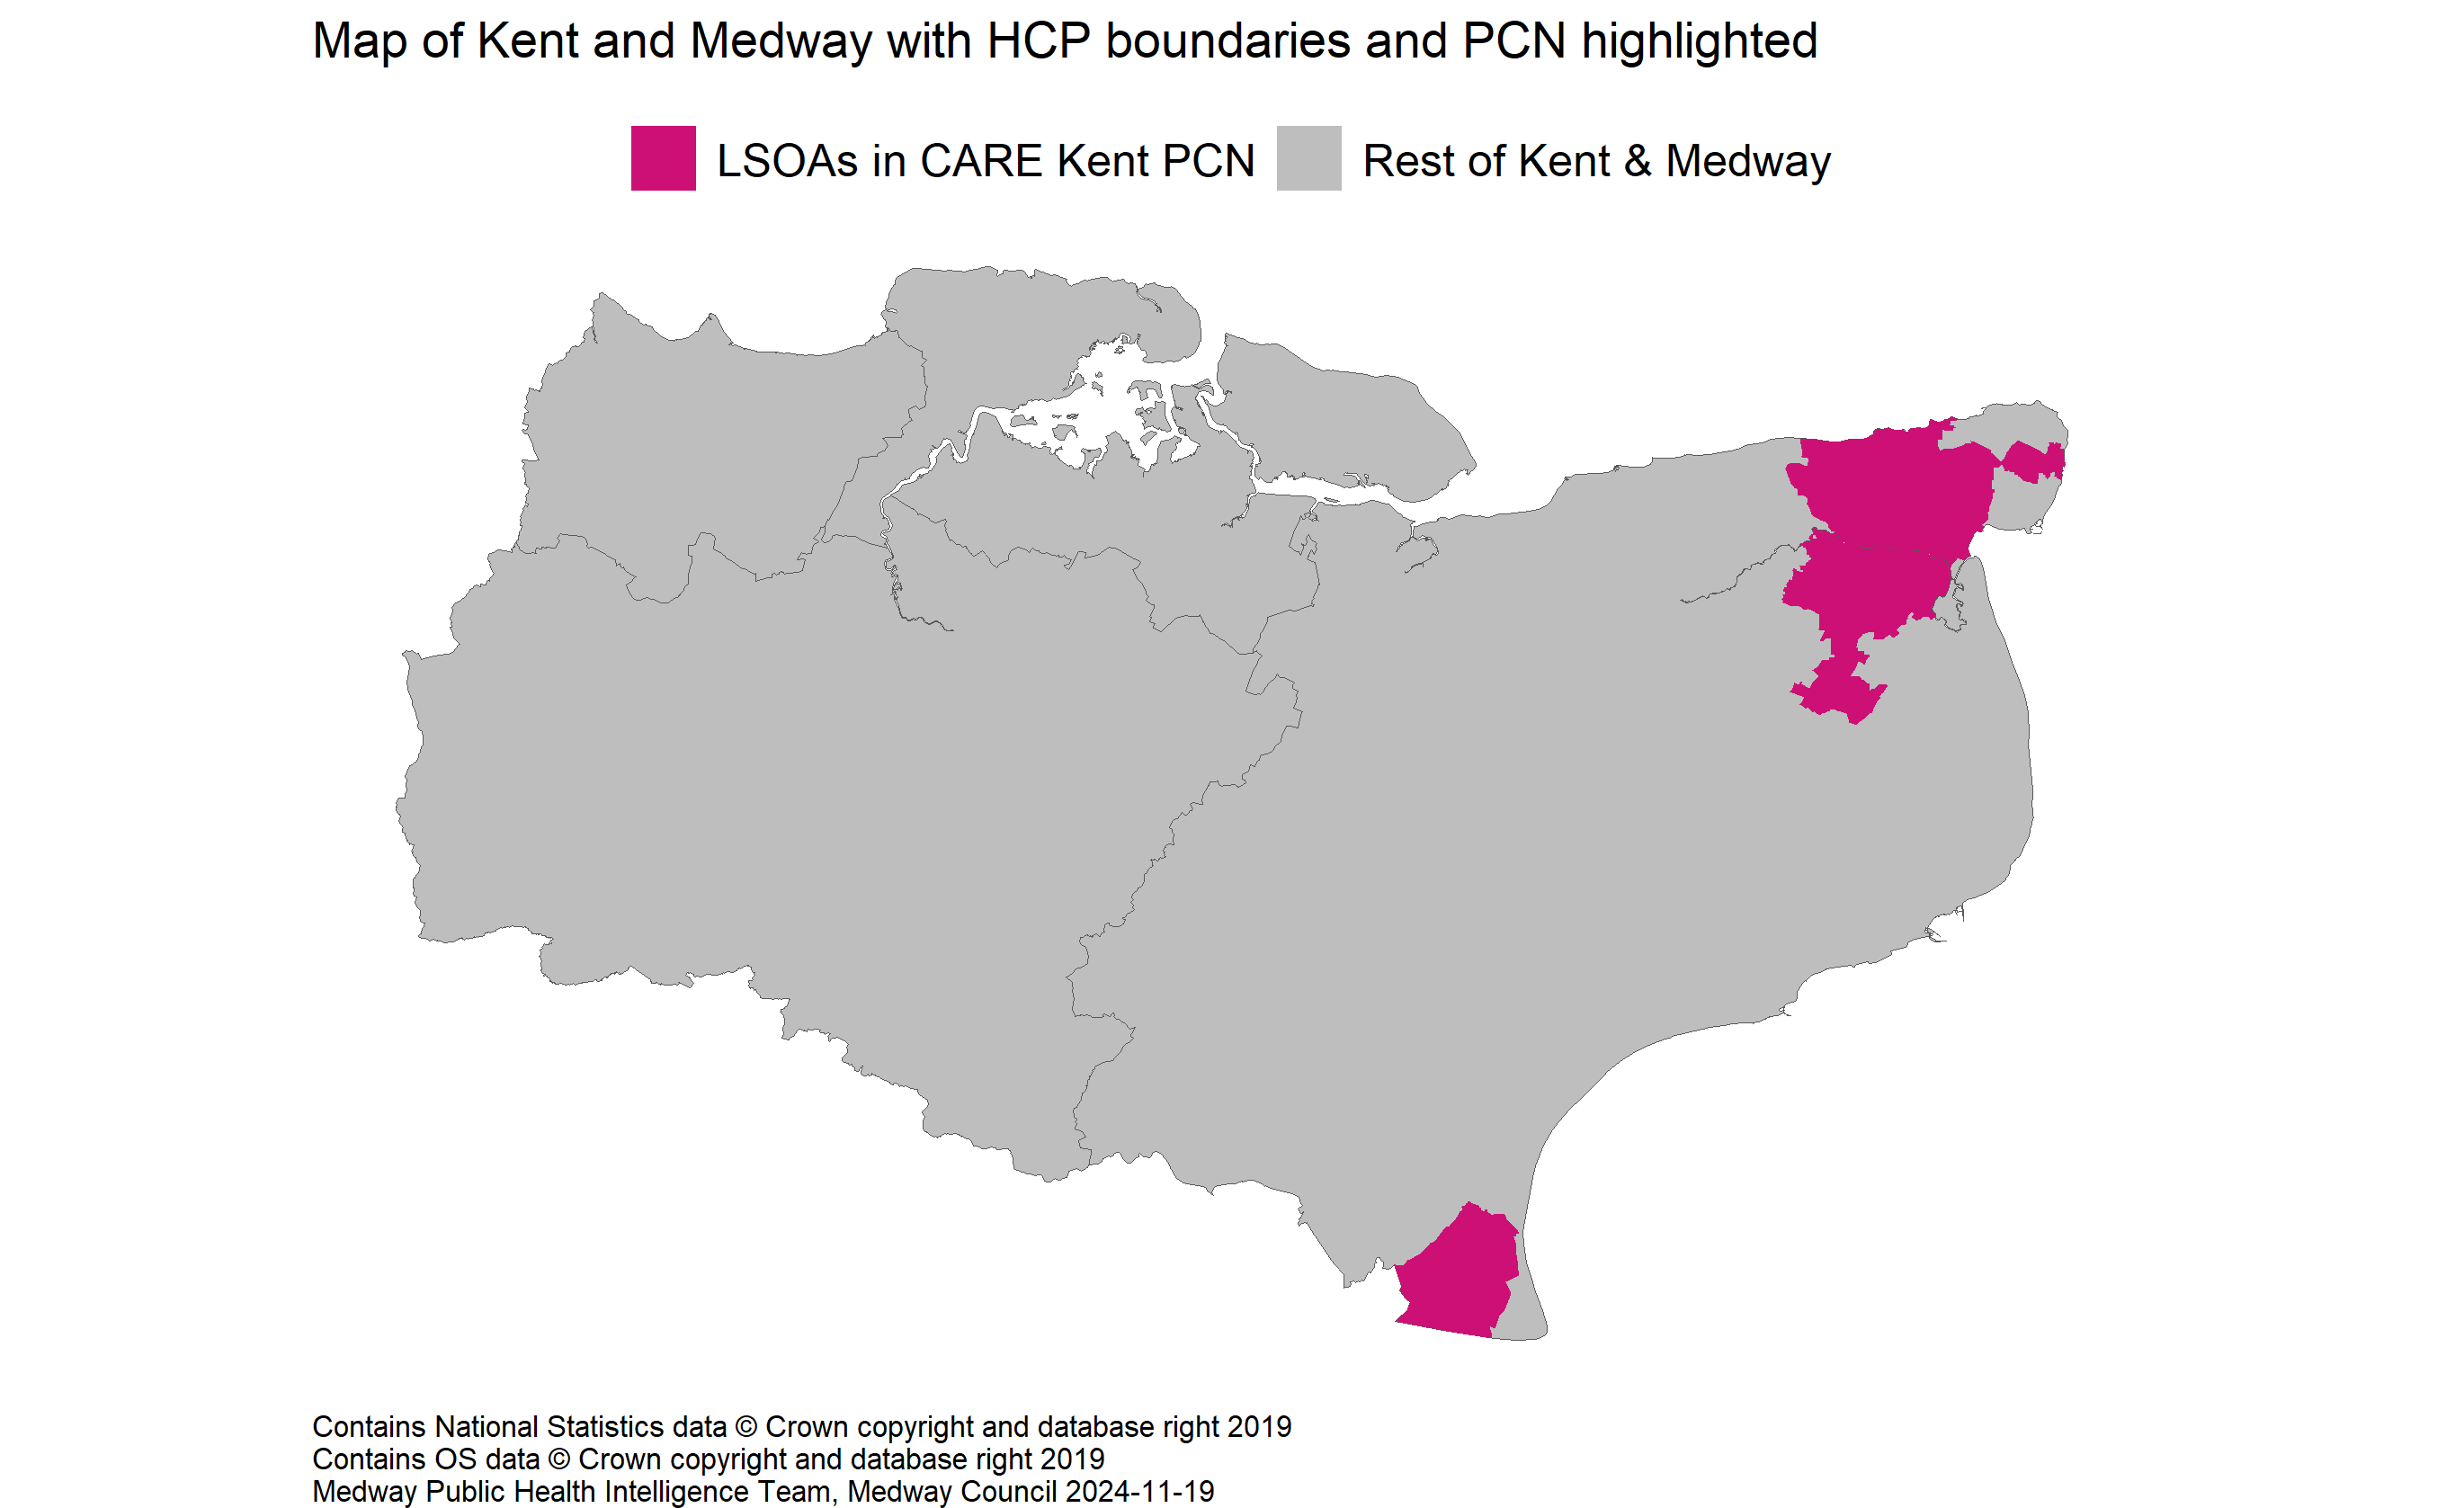 Map of Kent and Medway with HCP boundaries and PCN highlighted
LSOAs in CARE Kent PCN Rest of Kent & Medway
Contains National Statistics data © Crown copyright and database right 2019
Contains OS data © Crown copyright and database right 2019
Medway Public Health Intelligence Team, Medway Council 2024-11-19